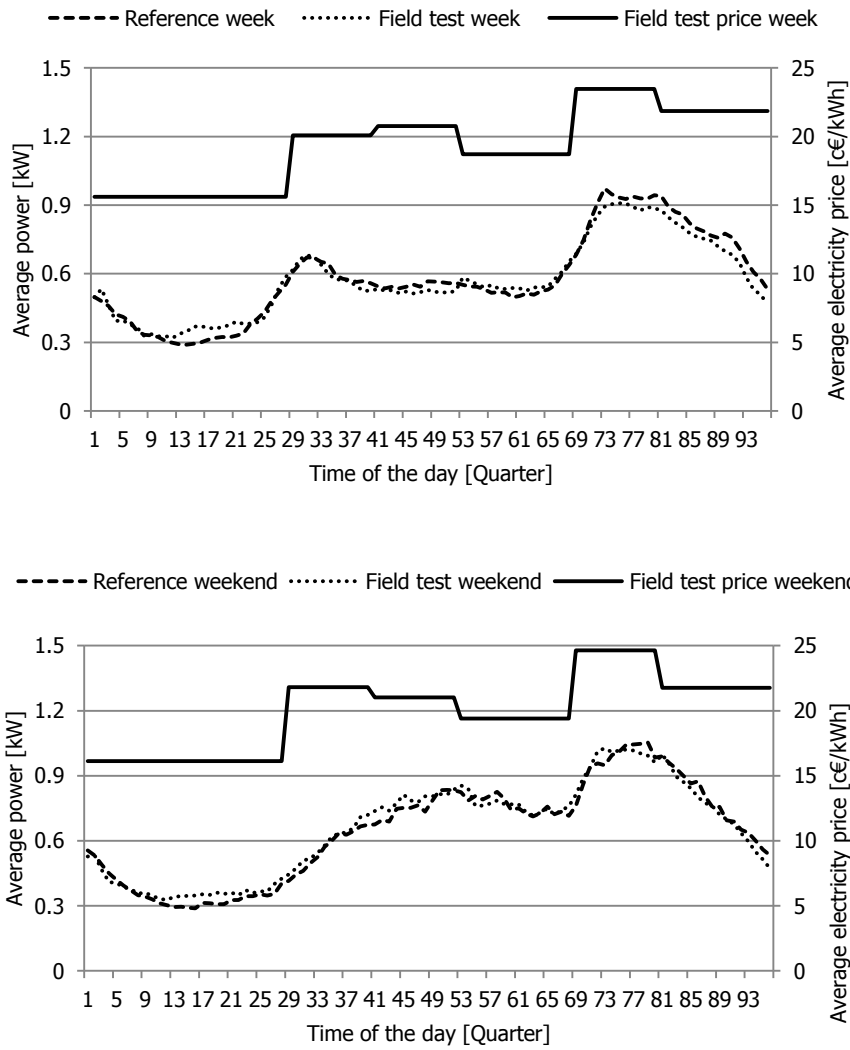 Reference week Field test week Field test price week
1.5 25
1.2 20
0.9 15
0.6 10
0.3 5
0 0
Average power [kW]
Average electricity price [c€/kWh]
1 5 9 13 17 21 25 29 33 37 41 45 49 53 57 61 65 69 73 77 81 85 89 93
Time of the day [Quarter]
Reference weekend Field test weekend Field test price weekend
1.5 25
1.2 20
0.9 15
0.6 10
0.3 5
0 0
Average power [kW]
Average electricity price [c€/kWh]
1 5 9 13 17 21 25 29 33 37 41 45 49 53 57 61 65 69 73 77 81 85 89 93
Time of the day [Quarter]